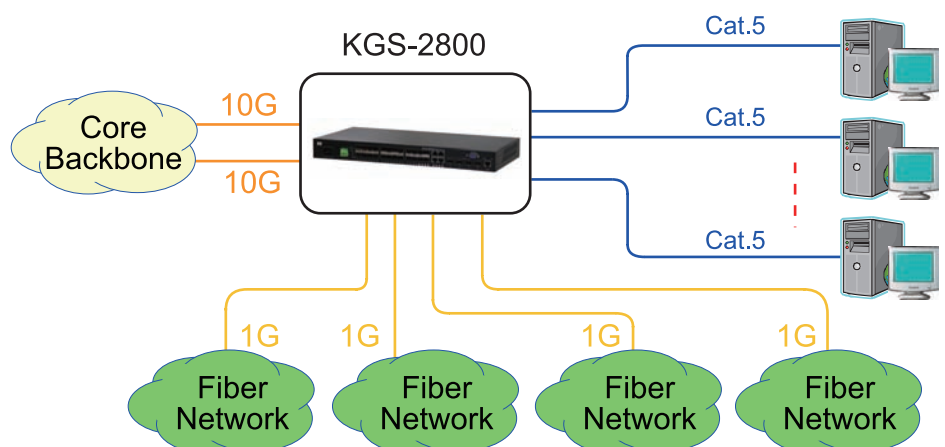 Cat.5
KGS-2800
10G
Core
Backbone
10G
Cat.5
Cat.5
1G
1G
1G
1G
Fiber
Network
Fiber
Network
Fiber
Network
Fiber
Network